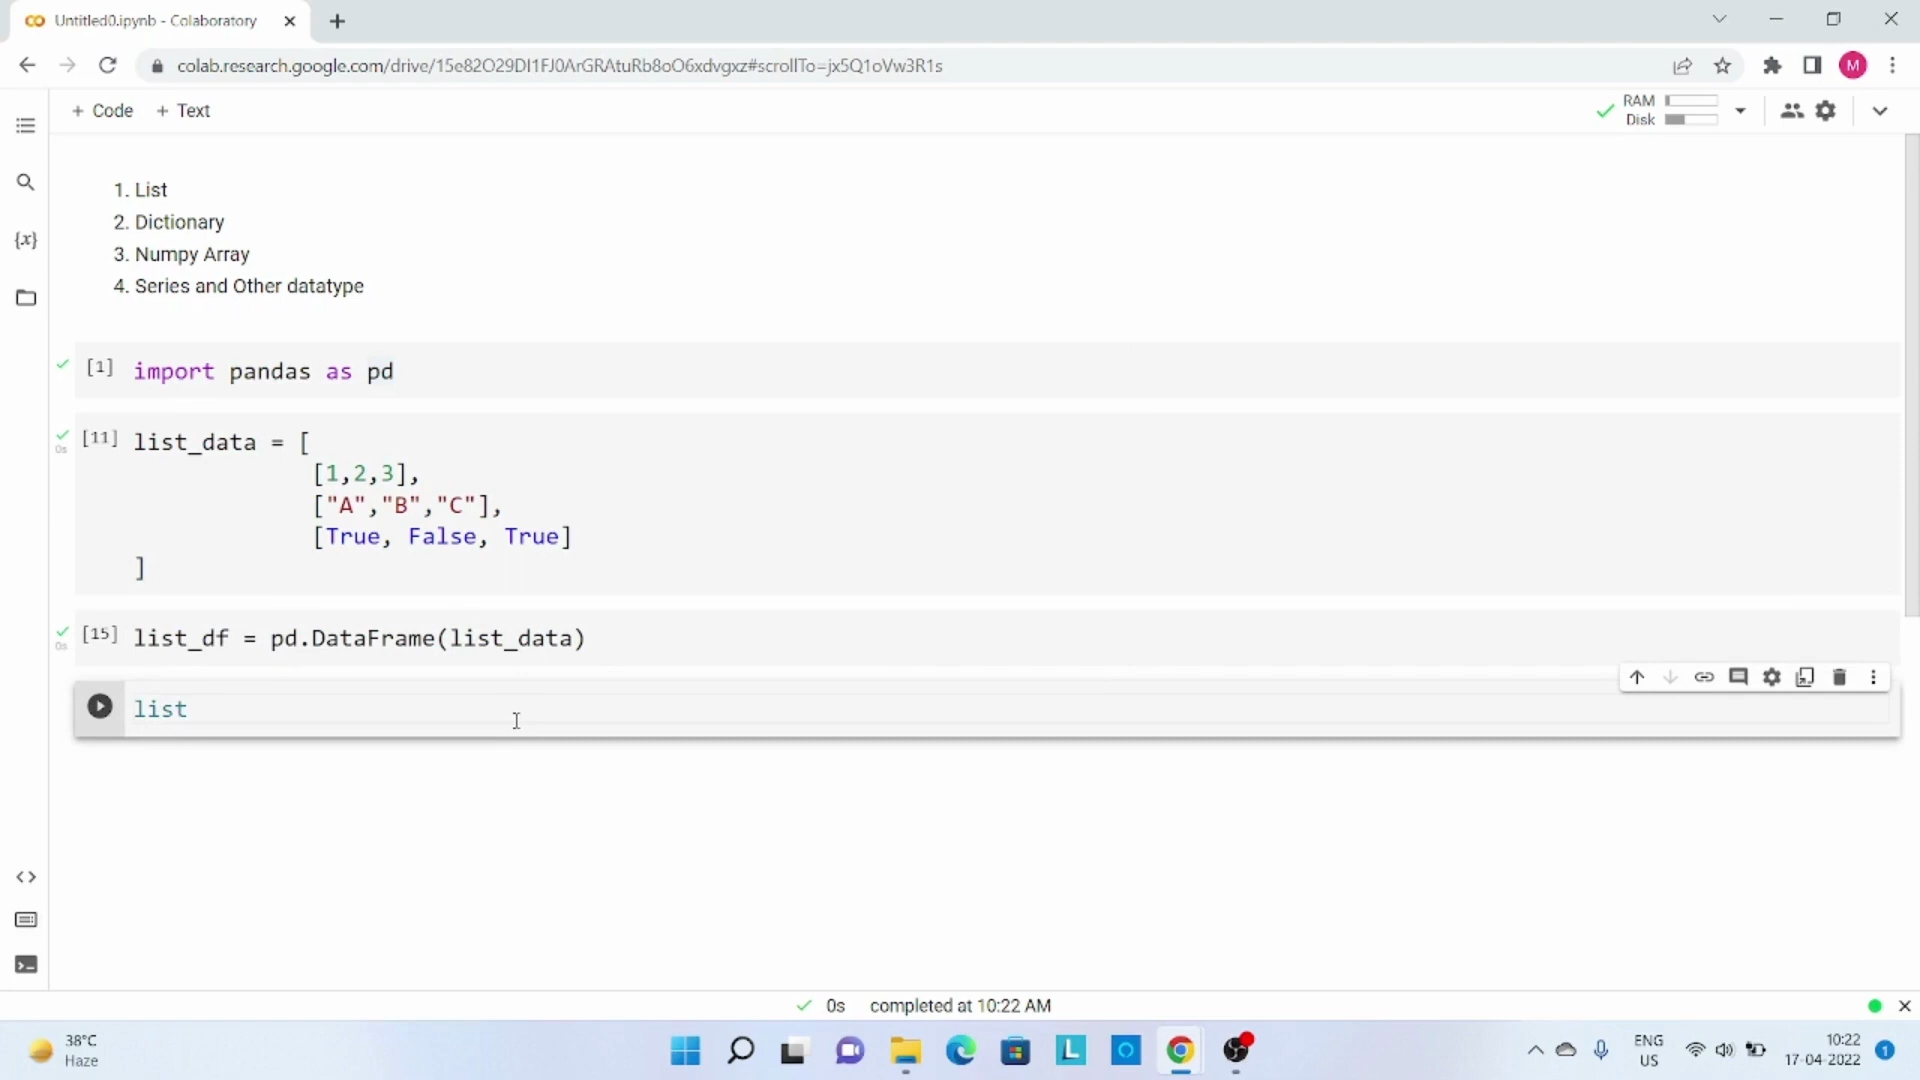 Untitled0.ipynb - Colaboratory
colab.research.google.com/drive/15e82O29DI1FJ0ArGRAtuRb8oO6xdvgxz#scrollTo=jx5Q1oVw3R1s
M
+ Code + Text
RAM
Disk
{x}
1. List
2. Dictionary
3. Numpy Array
4. Series and Other datatype
[1] import pandas as pd
[11] list_data = [
0s
[1,2,3],
["A","B","C"],
[True, False, True]
]
[15] list_df = pd.DataFrame(list_data)
0s
list
0s completed at 10:22 AM
38°C
Haze
L
ENG
US
10:22
17-04-2022
1